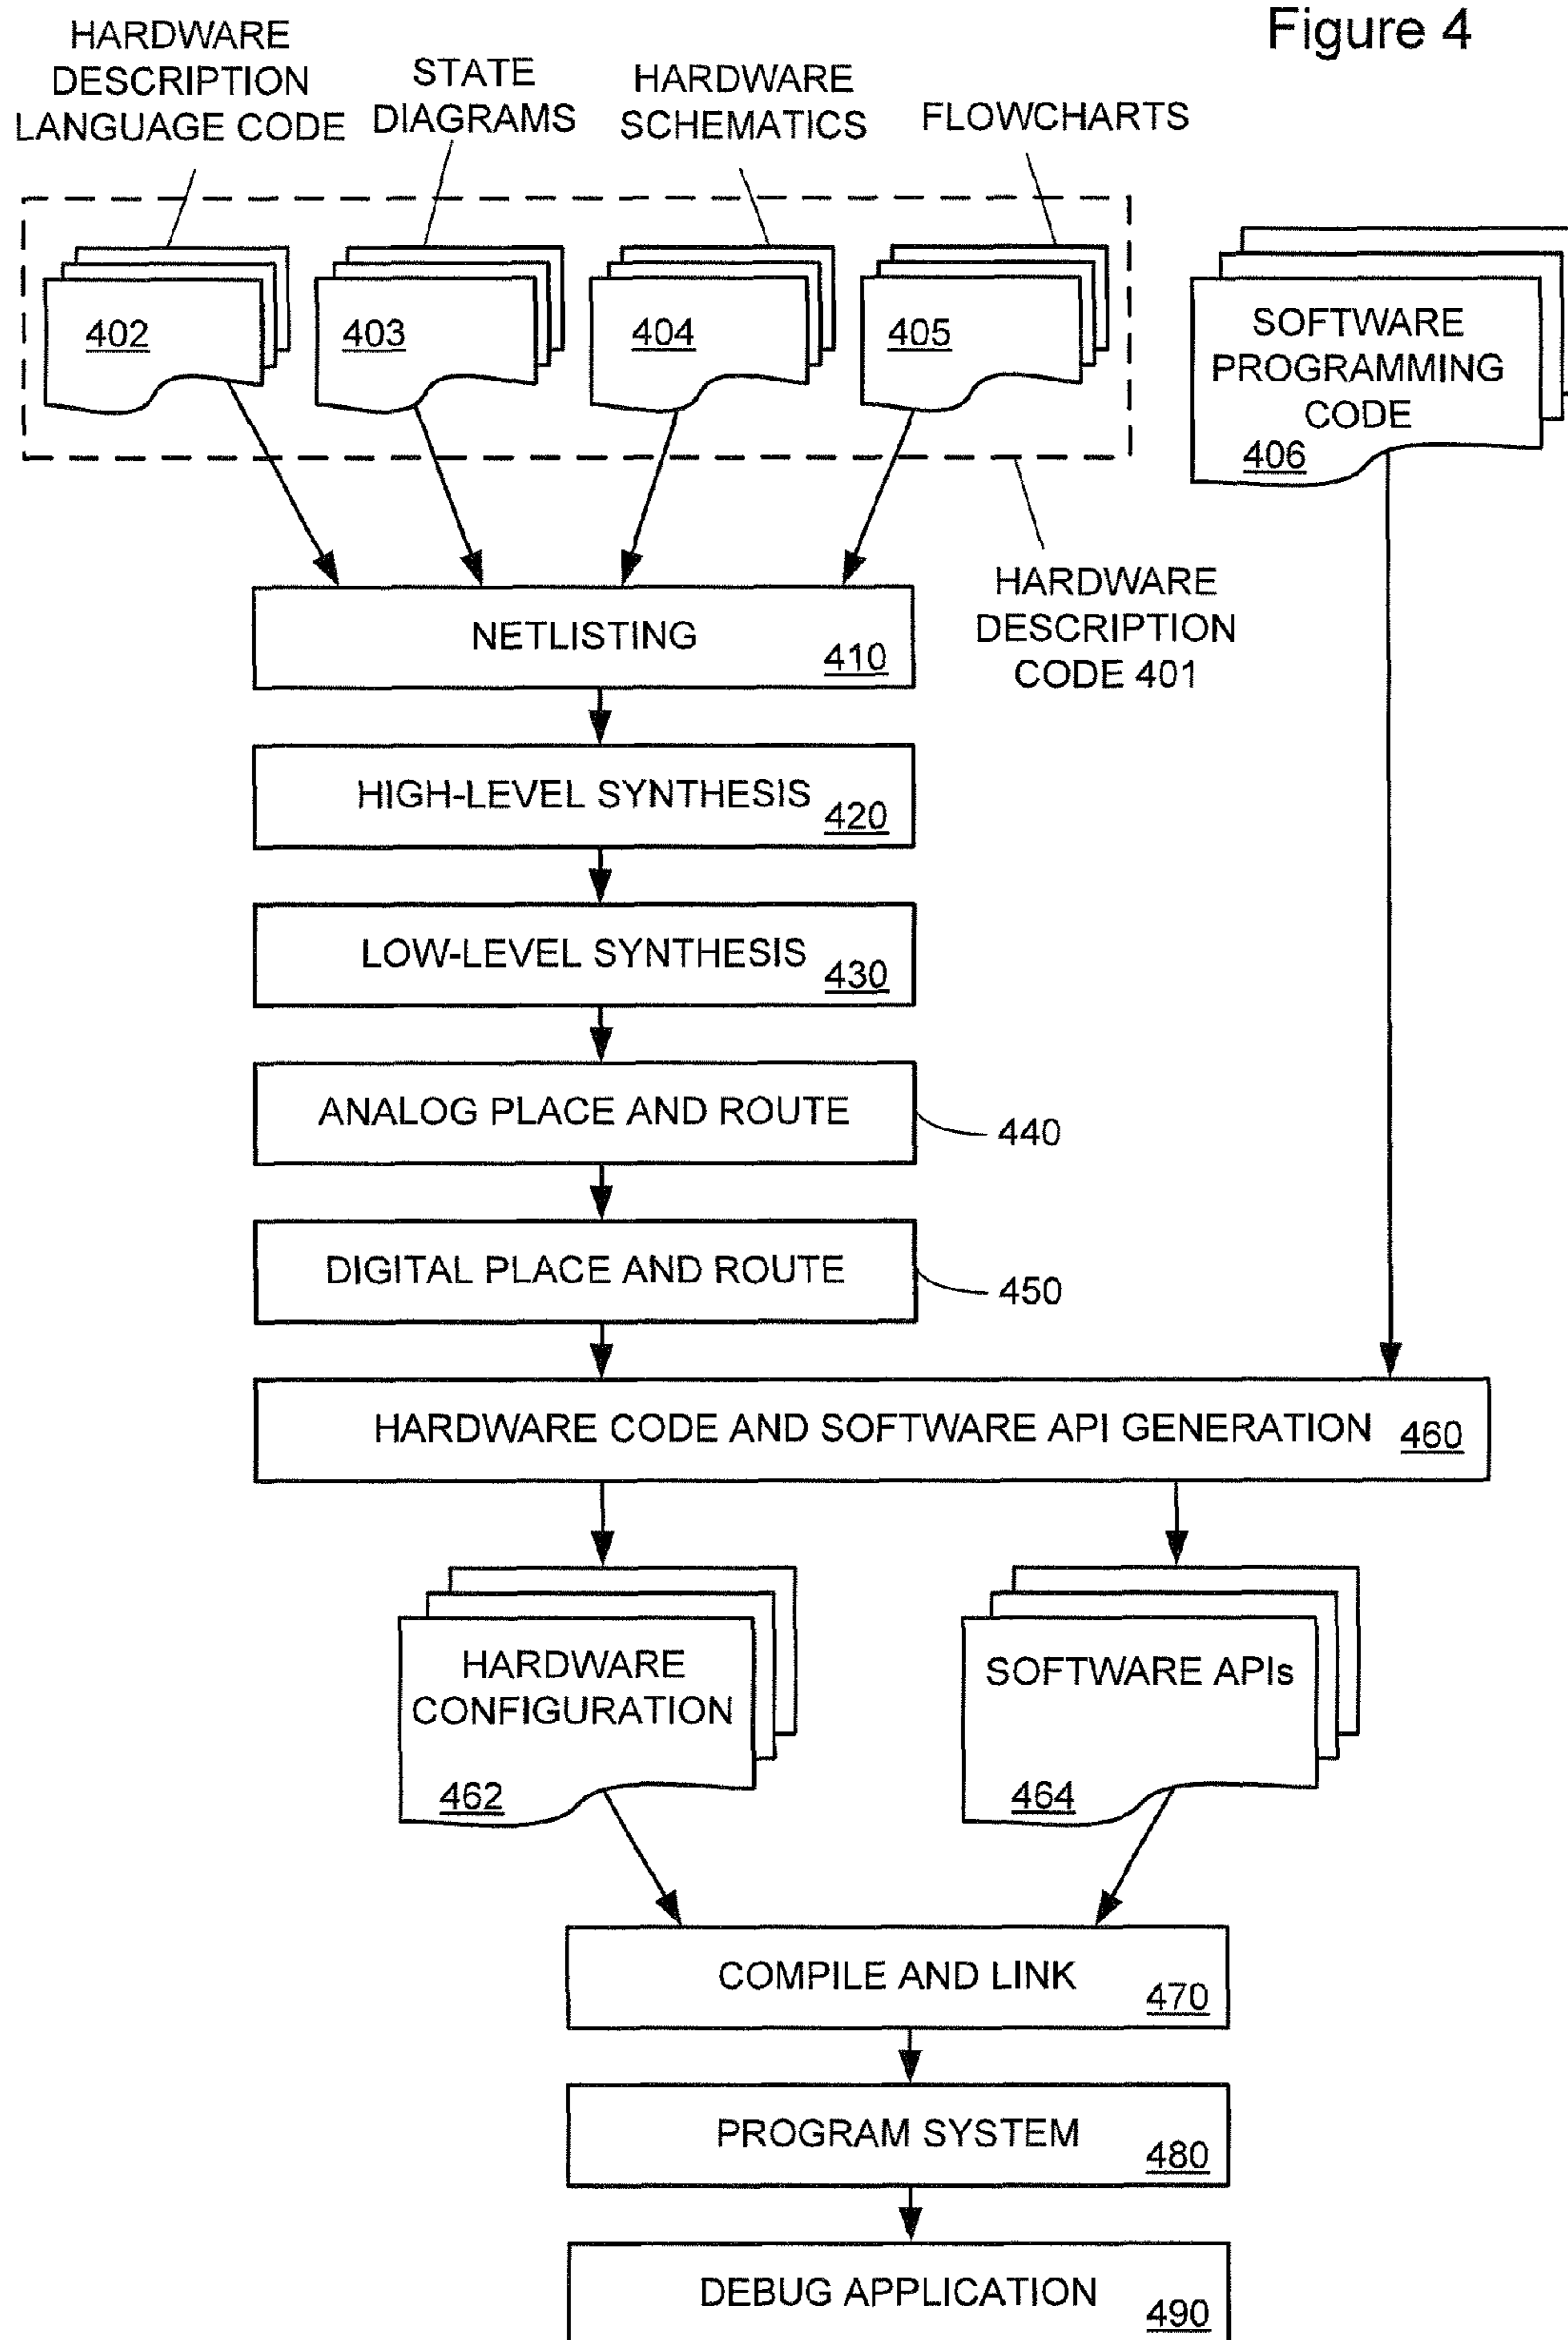 Figure 4
HARDWARE
DESCRIPTION
LANGUAGE CODE
STATE
DIAGRAMS
HARDWARE
SCHEMATICS
FLOWCHARTS
402
403
404
405
SOFTWARE
PROGRAMMING
CODE
406
HARDWARE
DESCRIPTION
CODE 401
NETLISTING
410
HIGH-LEVEL SYNTHESIS
420
LOW-LEVEL SYNTHESIS
430
ANALOG PLACE AND ROUTE
440
DIGITAL PLACE AND ROUTE
450
HARDWARE CODE AND SOFTWARE API GENERATION
460
HARDWARE
CONFIGURATION
462
SOFTWARE APIs
464
COMPILE AND LINK
470
PROGRAM SYSTEM
480
DEBUG APPLICATION
490